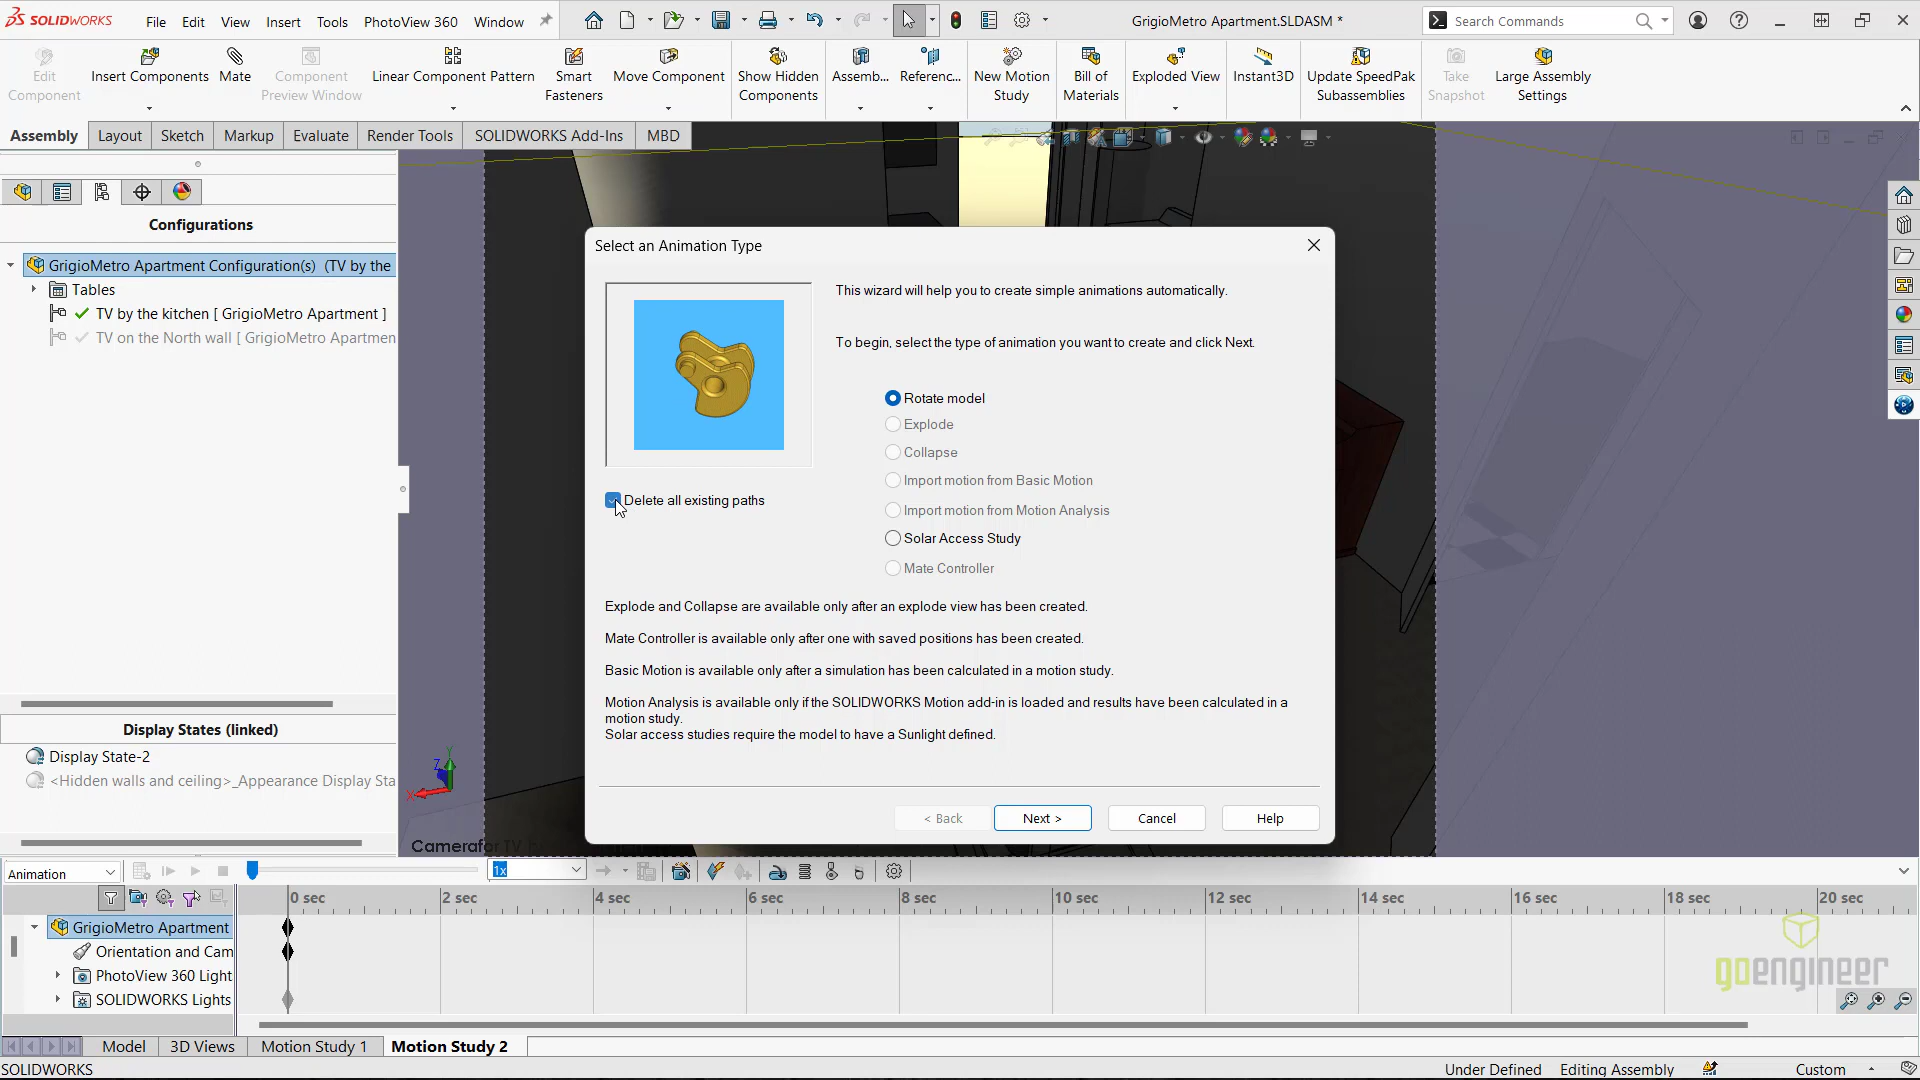 SOLIDWORKS
File Edit View Insert Tools PhotoView 360 Window
GrigioMetro Apartment.SLDASM *
Search Commands
Edit Component
Insert Components
Mate
Component Preview Window
Linear Component Pattern
Smart Fasteners
Move Component
Show Hidden Components
Assemb...
Referenc...
New Motion Study
Bill of Materials
Exploded View
Instant3D
Update SpeedPak Subassemblies
Take Snapshot
Large Assembly Settings
Assembly Layout Sketch Markup Evaluate Render Tools SOLIDWORKS Add-Ins MBD
Configurations
GrigioMetro Apartment Configuration(s) (TV by the
Tables
TV by the kitchen [ GrigioMetro Apartment ]
TV on the North wall [ GrigioMetro Apartmen
Display States (linked)
Display State-2
<Hidden walls and ceiling>_Appearance Display Sta
Select an Animation Type
This wizard will help you to create simple animations automatically.
To begin, select the type of animation you want to create and click Next.
Rotate model
Explode
Collapse
Import motion from Basic Motion
Delete all existing paths
Import motion from Motion Analysis
Solar Access Study
Mate Controller
Explode and Collapse are available only after an explode view has been created.
Mate Controller is available only after one with saved positions has been created.
Basic Motion is available only after a simulation has been calculated in a motion study.
Motion Analysis is available only if the SOLIDWORKS Motion add-in is loaded and results have been calculated in a
motion study.
Solar access studies require the model to have a Sunlight defined.
< Back Next > Cancel Help
Y
Z
X
Camerafor TV
Animation
1x
0 sec 2 sec 4 sec 6 sec 8 sec 10 sec 12 sec 14 sec 16 sec 18 sec 20 sec
GrigioMetro Apartment
Orientation and Cam
PhotoView 360 Light
SOLIDWORKS Lights
goengineer
Model 3D Views Motion Study 1 Motion Study 2
SOLIDWORKS
Under Defined Editing Assembly Custom